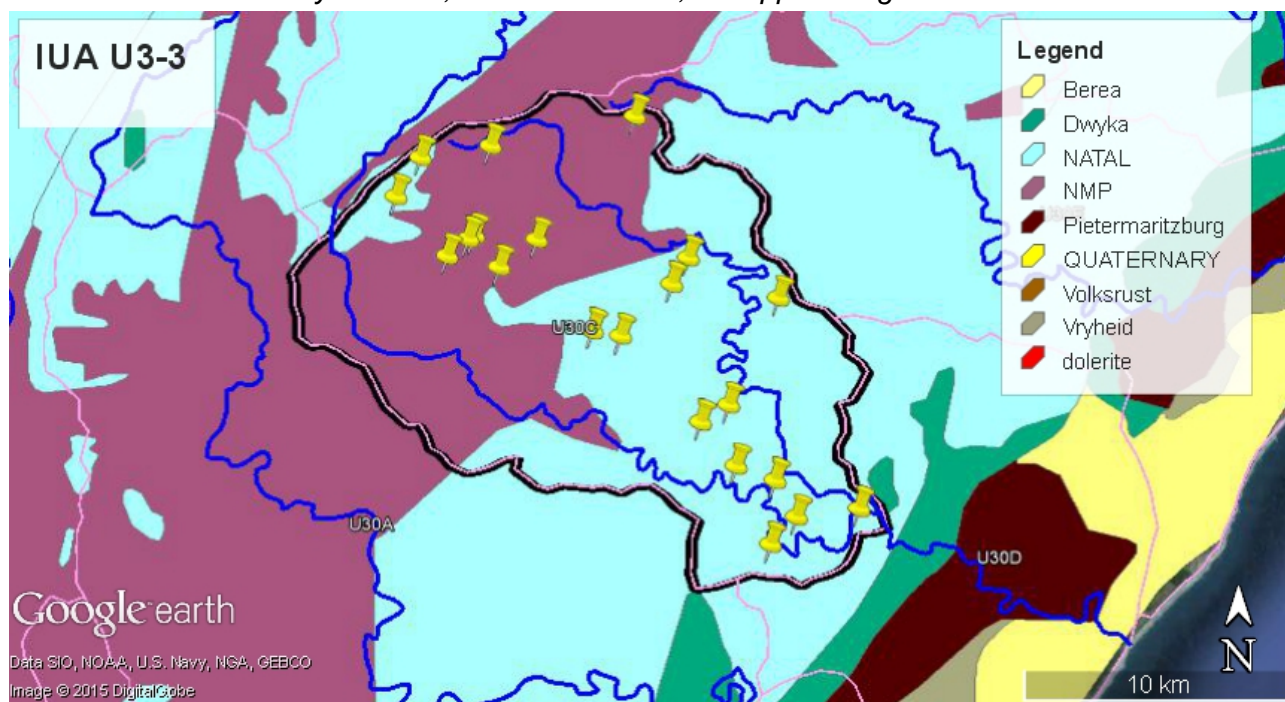 IUA U3-3
Legend
Berea
Dwyka
NATAL
NMP
Pietermaritzburg
QUATERNARY
Volksrust
Vryheid
dolerite
U30C
U30A
U30D
Google earth
Data SIO, NOAA, U.S. Navy, NGA, GEBCO
Image © 2015 DigitalGlobe
N
10 km